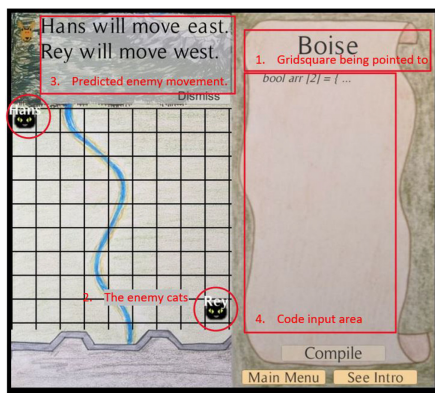 Hans will move east.
Rey will move west.
3. Predicted enemy movement.
Dismiss
Hans
2. The enemy cats
Rey
Boise
1. Gridsquare being pointed to
bool arr [2] = { ...
4. Code input area
Compile
Main Menu
See Intro